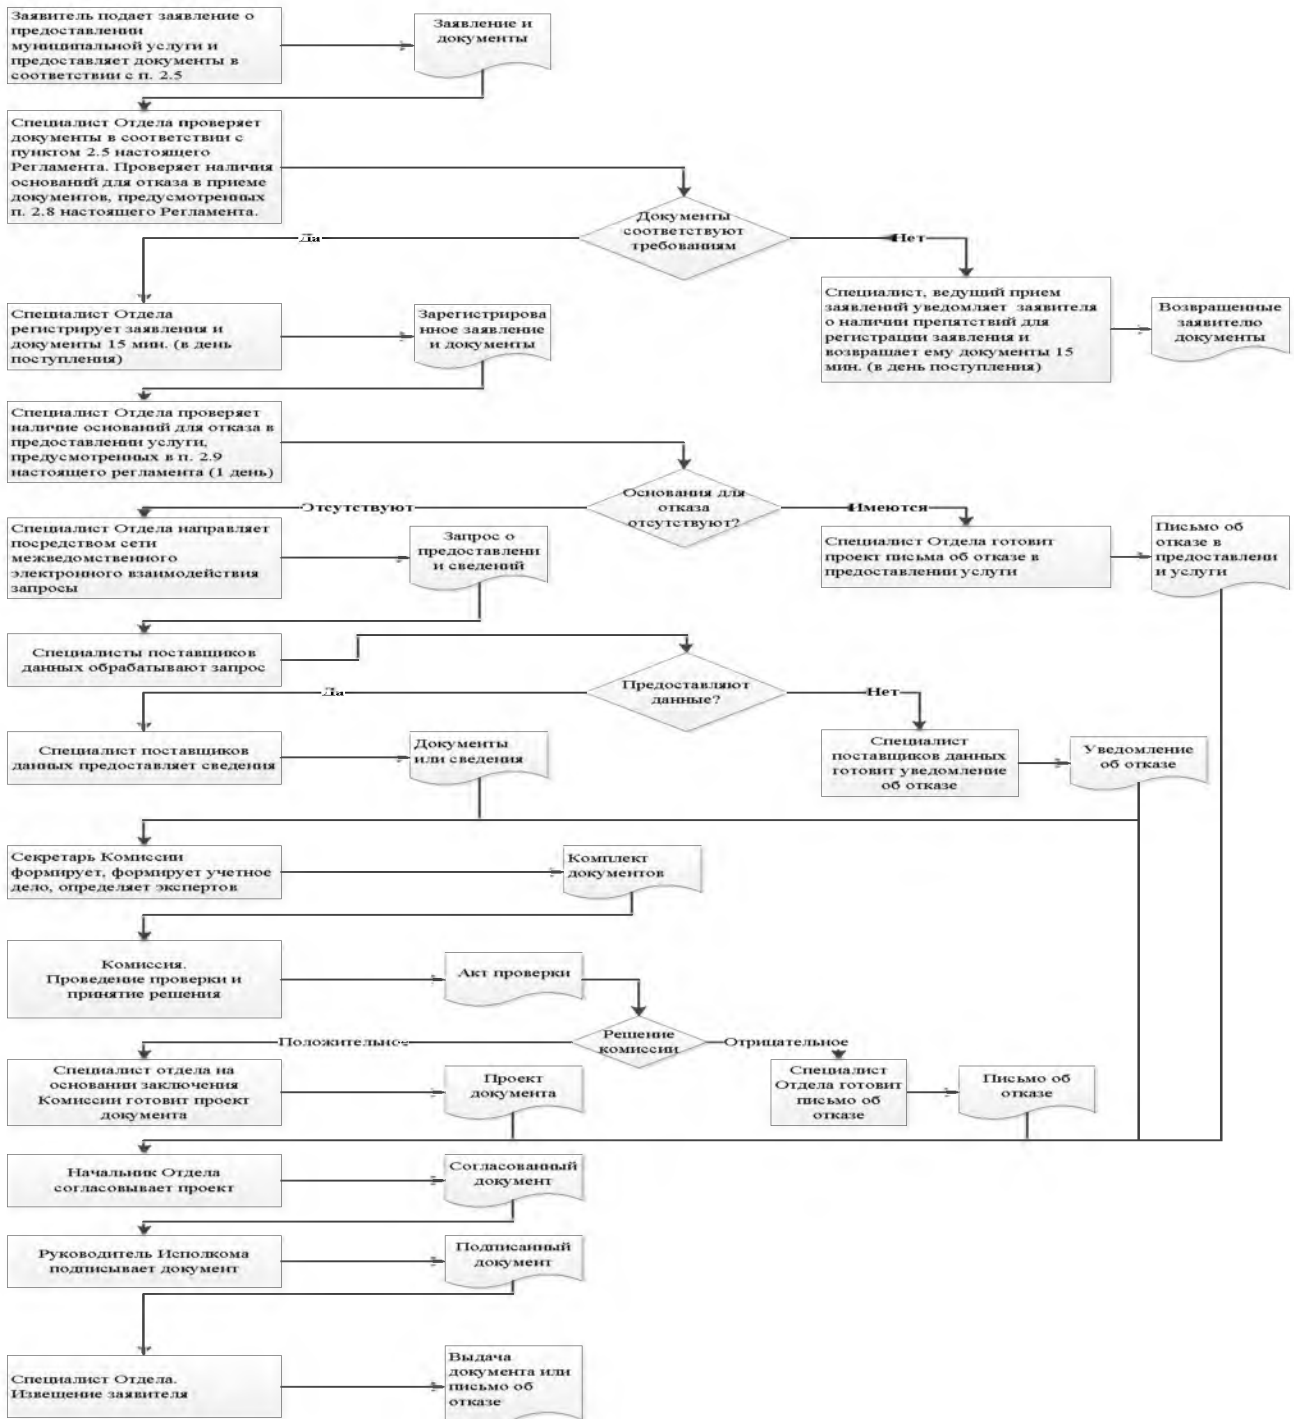 Заявитель подает заявление о
предоставлении
муниципальной услуги и
предоставляет документы в
соответствии с п. 2.5
Заявление и
документы
Специалист Отдела проверяет
документы в соответствии с
пунктом 2.5 настоящего
Регламента. Проверяет наличия
оснований для отказа в приеме
документов, предусмотренных
п. 2.8 настоящего Регламента.
Документы
соответствуют
требованиям
Да
Нет
Специалист Отдела
регистрирует заявления и
документы 15 мин. (в день
поступления)
Зарегистрирова
нное заявление
и документы
Специалист, ведущий прием
заявлений уведомляет заявителя
о наличии препятствий для
регистрации заявления и
возвращает ему документы 15
мин. (в день поступления)
Возвращенные
заявителю
документы
Специалист Отдела проверяет
наличие оснований для отказа в
предоставлении услуги,
предусмотренных в п. 2.9
настоящего регламента (1 день)
Основания для
отказа
отсутствуют?
Отсутствуют
Имеются
Специалист Отдела направляет
посредством сети
межведомственного
электронного взаимодействия
запросы
Запрос о
предоставлени
и сведений
Специалист Отдела готовит
проект письма об отказе в
предоставлении услуги
Письмо об
отказе в
предоставлени
и услуги
Специалисты поставщиков
данных обрабатывают запрос
Предоставляют
данные?
Да
Нет
Специалист поставщиков
данных предоставляет сведения
Документы
или сведения
Специалист
поставщиков данных
готовит уведомление
об отказе
Уведомление
об отказе
Секретарь Комиссии
формирует, формирует учетное
дело, определяет экспертов
Комплект
документов
Комиссия.
Проведение проверки и
принятие решения
Акт проверки
Решение
комиссии
Положительное
Отрицательное
Специалист отдела на
основании заключения
Комиссии готовит проект
документа
Проект
документа
Специалист
Отдела готовит
письмо об
отказе
Письмо об
отказе
Начальник Отдела
согласовывает проект
Согласованный
документ
Руководитель Исполкома
подписывает документ
Подписанный
документ
Специалист Отдела.
Извещение заявителя
Выдача
документа или
письмо об
отказе